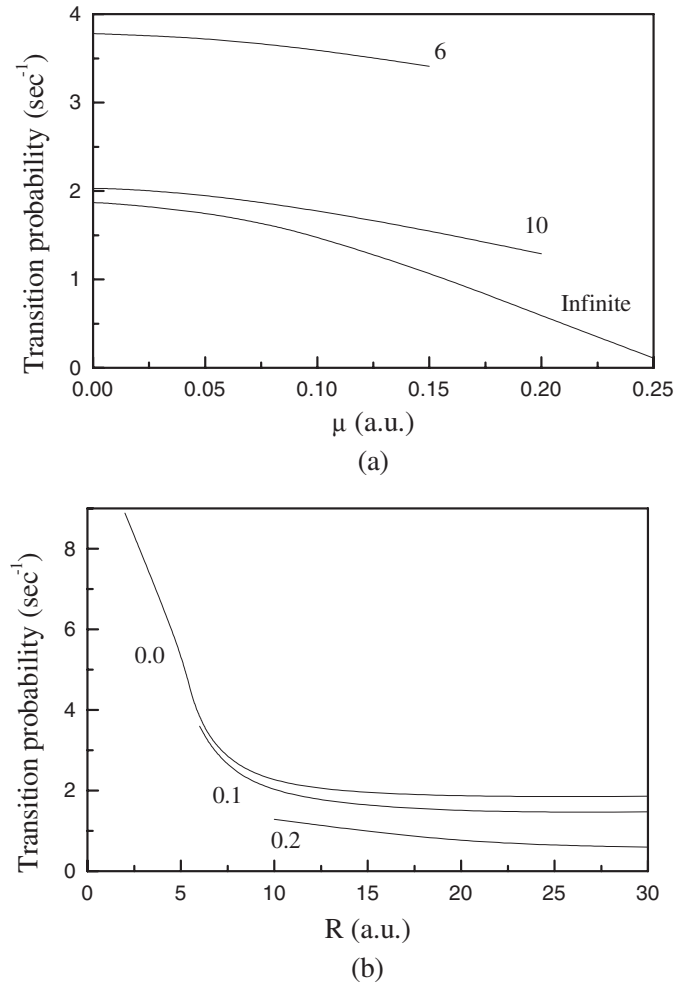 4
3
2
1
0
Transition probability (sec⁻¹)
6
10
Infinite
0.00 0.05 0.10 0.15 0.20 0.25
μ (a.u.)
(a)
8
6
4
2
0
Transition probability (sec⁻¹)
0.0
0.1
0.2
0 5 10 15 20 25 30
R (a.u.)
(b)